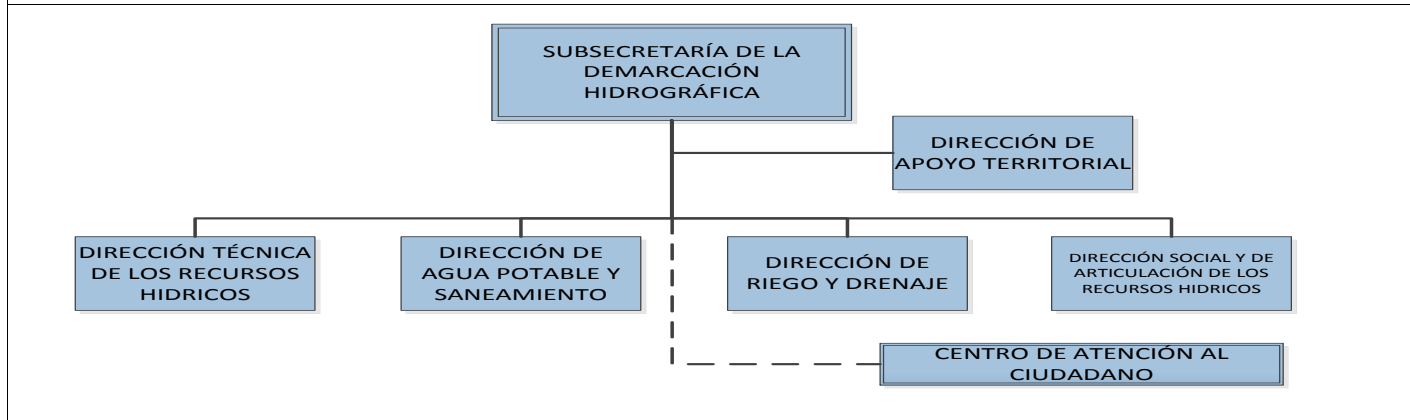 SUBSECRETARÍA DE LA
DEMARCACIÓN
HIDROGRÁFICA
DIRECCIÓN DE
APOYO TERRITORIAL
DIRECCIÓN TÉCNICA
DE LOS RECURSOS
HIDRICOS
DIRECCIÓN DE
AGUA POTABLE Y
SANEAMIENTO
DIRECCIÓN DE
RIEGO Y DRENAJE
DIRECCIÓN SOCIAL Y DE
ARTICULACIÓN DE LOS
RECURSOS HIDRICOS
CENTRO DE ATENCIÓN AL
CIUDADANO